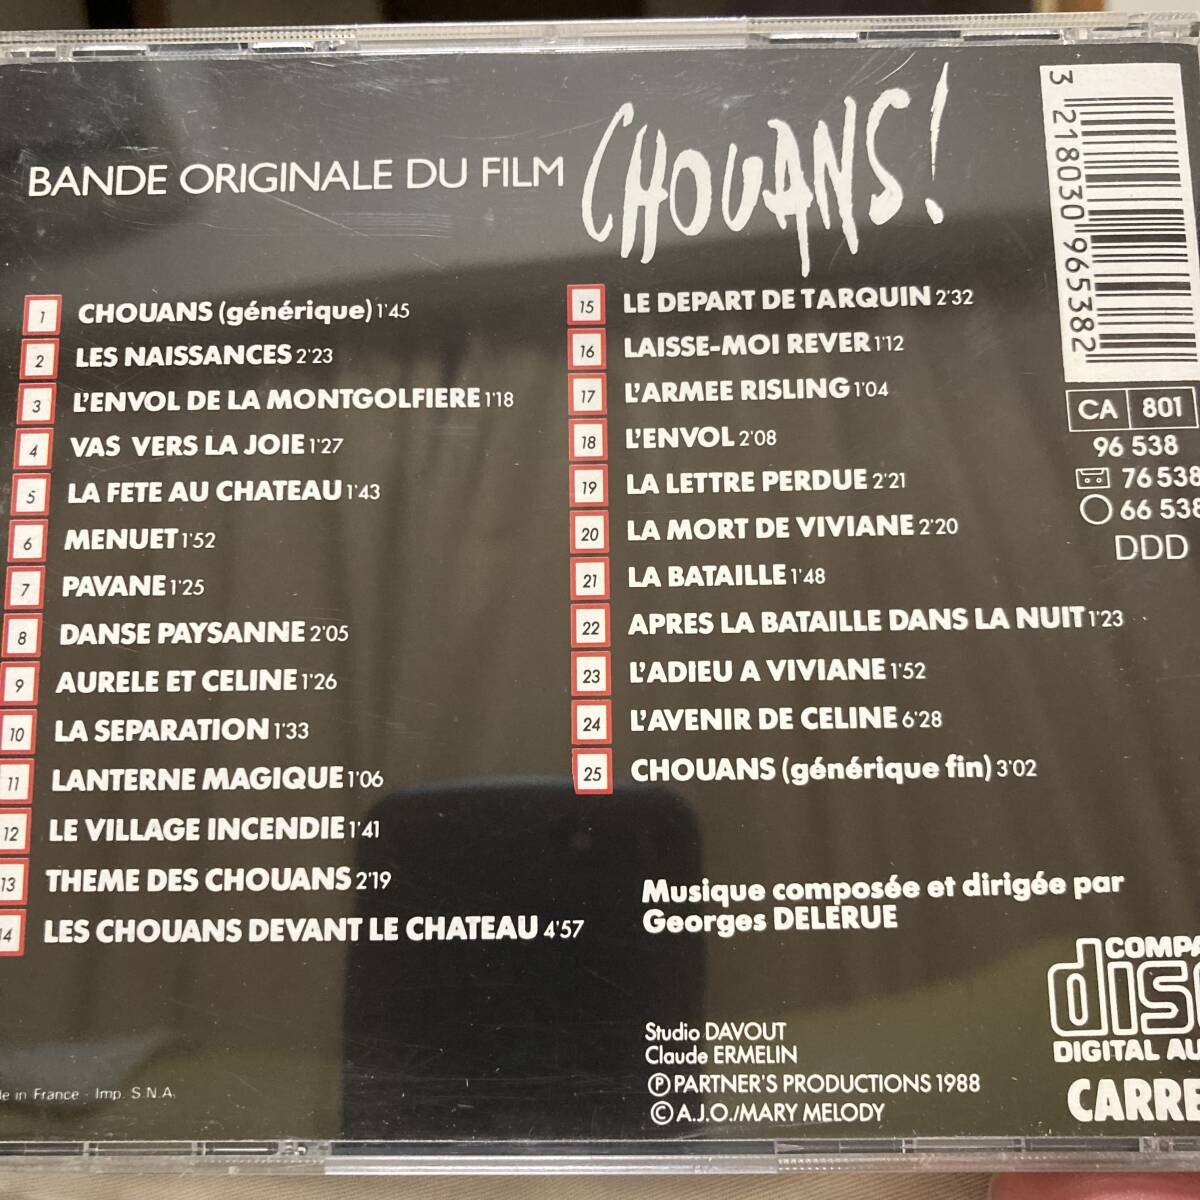 BANDE ORIGINALE DU FILM CHOUANS!
1 CHOUANS (générique) 1'45
2 LES NAISSANCES 2'23
3 L'ENVOL DE LA MONTGOLFIERE 1'18
4 VAS VERS LA JOIE 1'27
5 LA FETE AU CHATEAU 1'43
6 MENUET 1'52
7 PAVANE 1'25
8 DANSE PAYSANNE 2'05
9 AURELE ET CELINE 1'26
10 LA SEPARATION 1'33
11 LANTERNE MAGIQUE 1'06
12 LE VILLAGE INCENDIE 1'41
13 THEME DES CHOUANS 2'19
14 LES CHOUANS DEVANT LE CHATEAU 4'57
15 LE DEPART DE TARQUIN 2'32
16 LAISSE-MOI REVER 1'12
17 L'ARMEE RISLING 1'04
18 L'ENVOL 2'08
19 LA LETTRE PERDUE 2'21
20 LA MORT DE VIVIANE 2'20
21 LA BATAILLE 1'48
22 APRES LA BATAILLE DANS LA NUIT 1'23
23 L'ADIEU A VIVIANE 1'52
24 L'AVENIR DE CELINE 6'28
25 CHOUANS (générique fin) 3'02
3 218030 965382
CA 801
96 538
76 538
66 538
DDD
Musique composée et dirigée par
Georges DELERUE
Studio DAVOUT
Claude ERMELIN
Ⓟ PARTNER'S PRODUCTIONS 1988
© A.J.O./MARY MELODY
COMPA
disc
DIGITAL AU
CARRE
de in France - Imp. S.N.A.